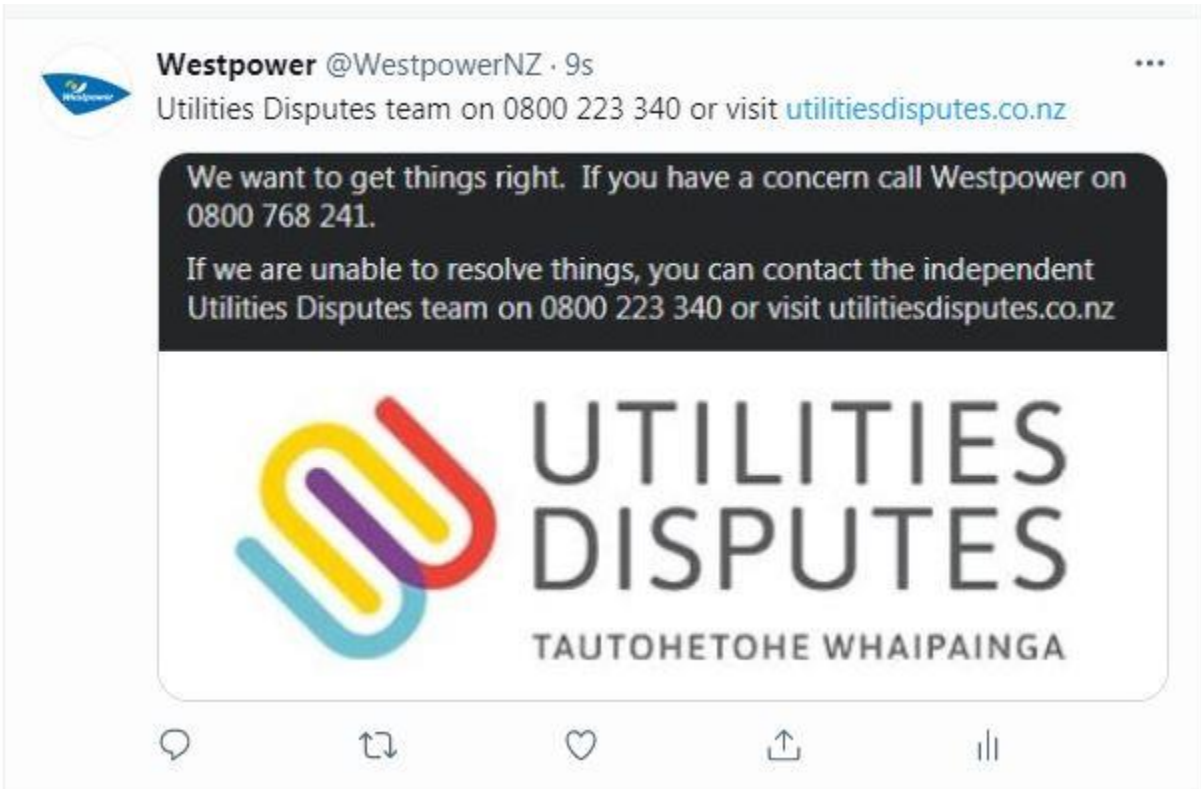 Westpower @WestpowerNZ · 9s
Utilities Disputes team on 0800 223 340 or visit utilitiesdisputes.co.nz
Westpower
We want to get things right.  If you have a concern call Westpower on
0800 768 241.
If we are unable to resolve things, you can contact the independent
Utilities Disputes team on 0800 223 340 or visit utilitiesdisputes.co.nz
UTILITIES
DISPUTES
TAUTOHETOHE WHAIPAINGA